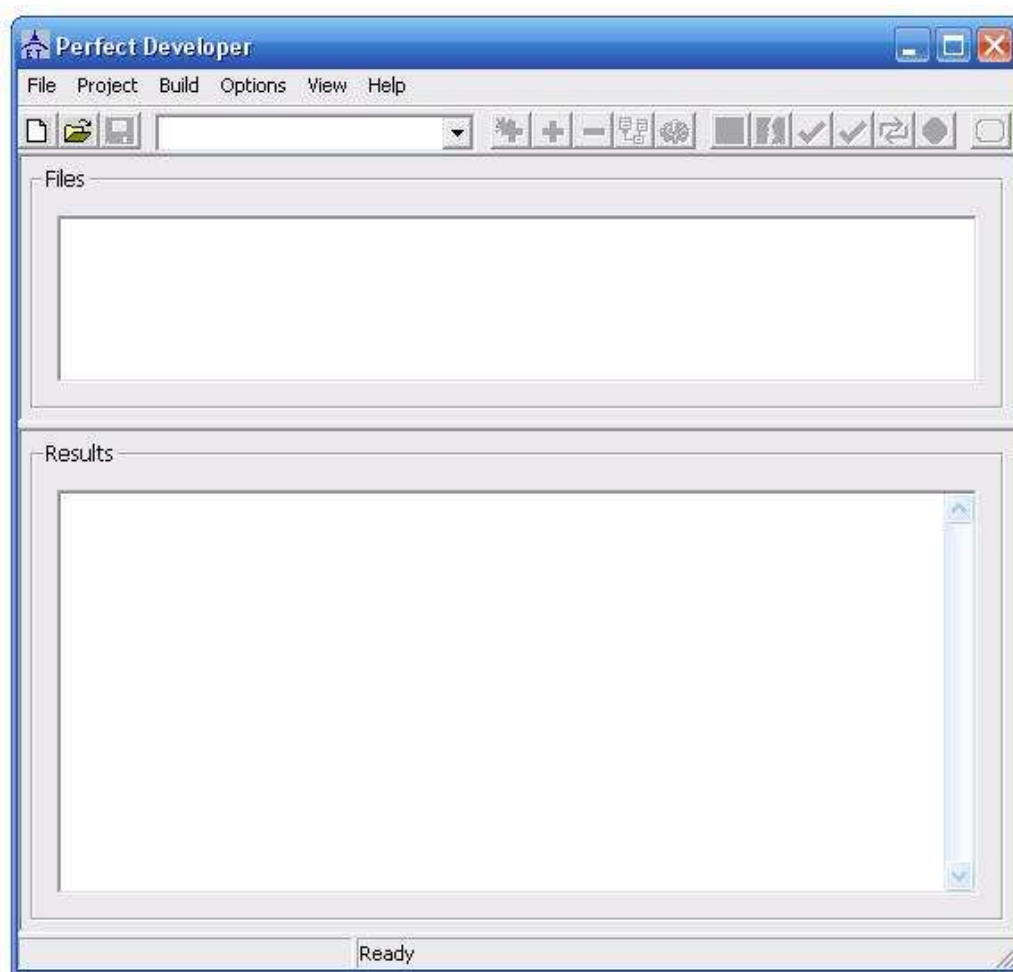 Perfect Developer
File Project Build Options View Help
Files
Results
Ready